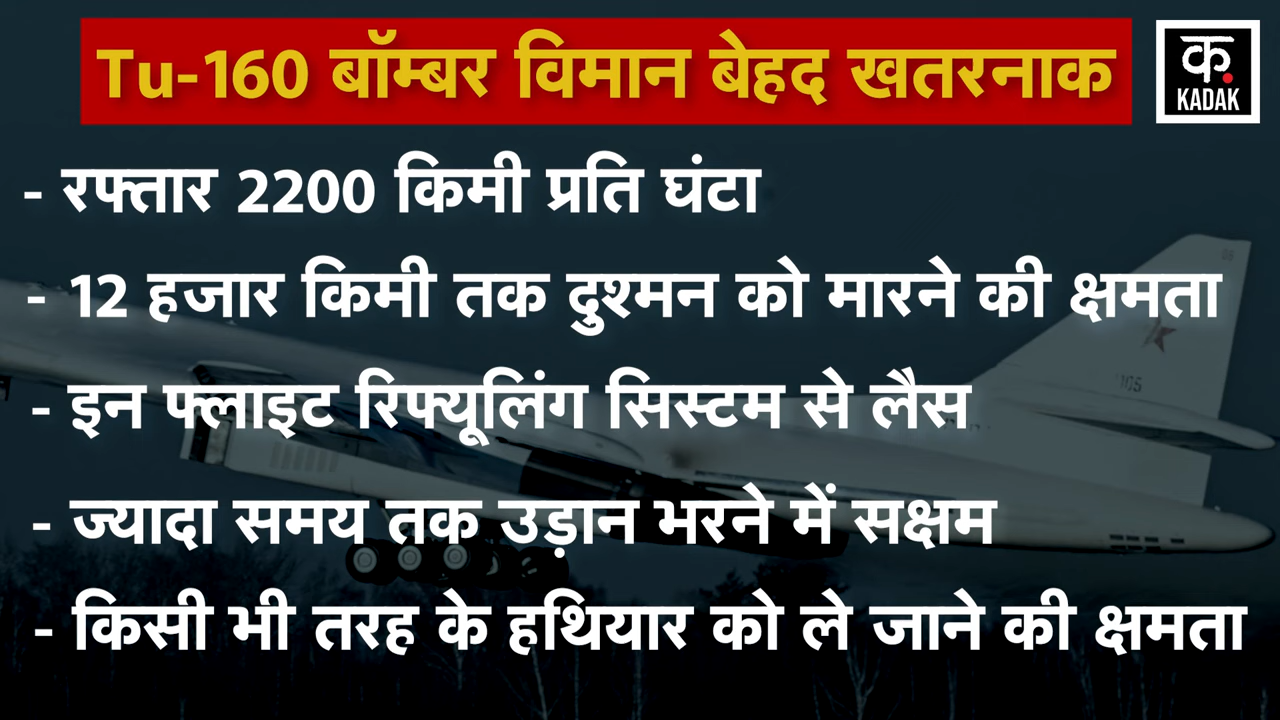 Tu-160 बॉम्बर विमान बेहद खतरनाक
क.
KADAK
- रफ्तार 2200 किमी प्रति घंटा
- 12 हजार किमी तक दुश्मन को मारने की क्षमता
- इन फ्लाइट रिफ्यूलिंग सिस्टम से लैस
- ज्यादा समय तक उड़ान भरने में सक्षम
- किसी भी तरह के हथियार को ले जाने की क्षमता